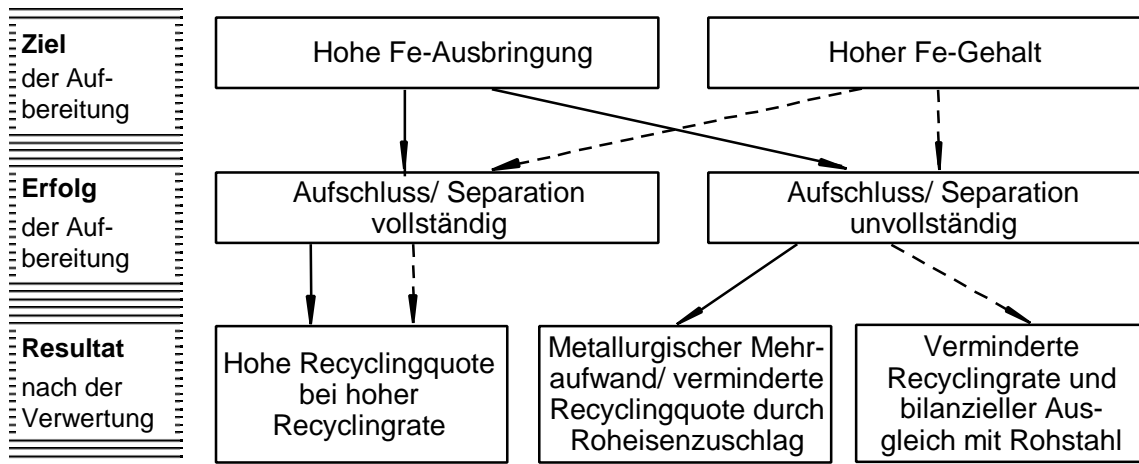 Ziel
der Auf-
bereitung
Hohe Fe-Ausbringung
Hoher Fe-Gehalt
Erfolg
der Auf-
bereitung
Aufschluss/ Separation
vollständig
Aufschluss/ Separation
unvollständig
Resultat
nach der
Verwertung
Hohe Recyclingquote
bei hoher
Recyclingrate
Metallurgischer Mehr-
aufwand/ verminderte
Recyclingquote durch
Roheisenzuschlag
Verminderte
Recyclingrate und
bilanzieller Aus-
gleich mit Rohstahl